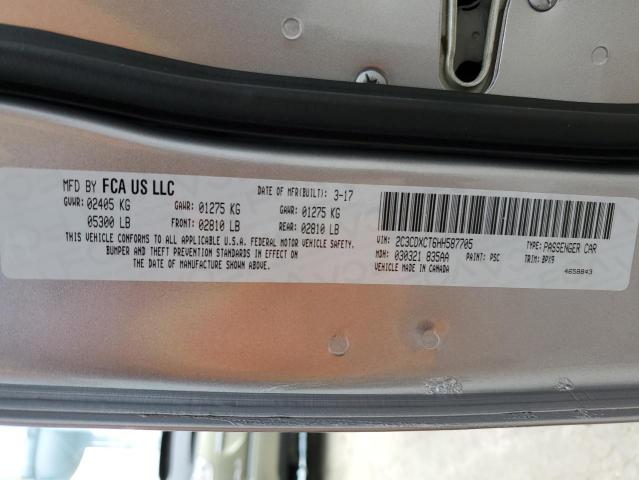 MFD BY FCA US LLC DATE OF MFR(BUILT): 3-17
GVWR: 02405 KG GAWR: 01275 KG GAWR: 01275 KG
05300 LB FRONT: 02810 LB REAR: 02810 LB
THIS VEHICLE CONFORMS TO ALL APPLICABLE U.S.A. FEDERAL MOTOR VEHICLE SAFETY,
BUMPER AND THEFT PREVENTION STANDARDS IN EFFECT ON
THE DATE OF MANUFACTURE SHOWN ABOVE.
VIN: 2C3CDXCT6HH587705 TYPE: PASSENGER CAR
MDH: 030321 835AA PAINT: PSC TRIM: BPX9
VEHICLE MADE IN CANADA 4658843